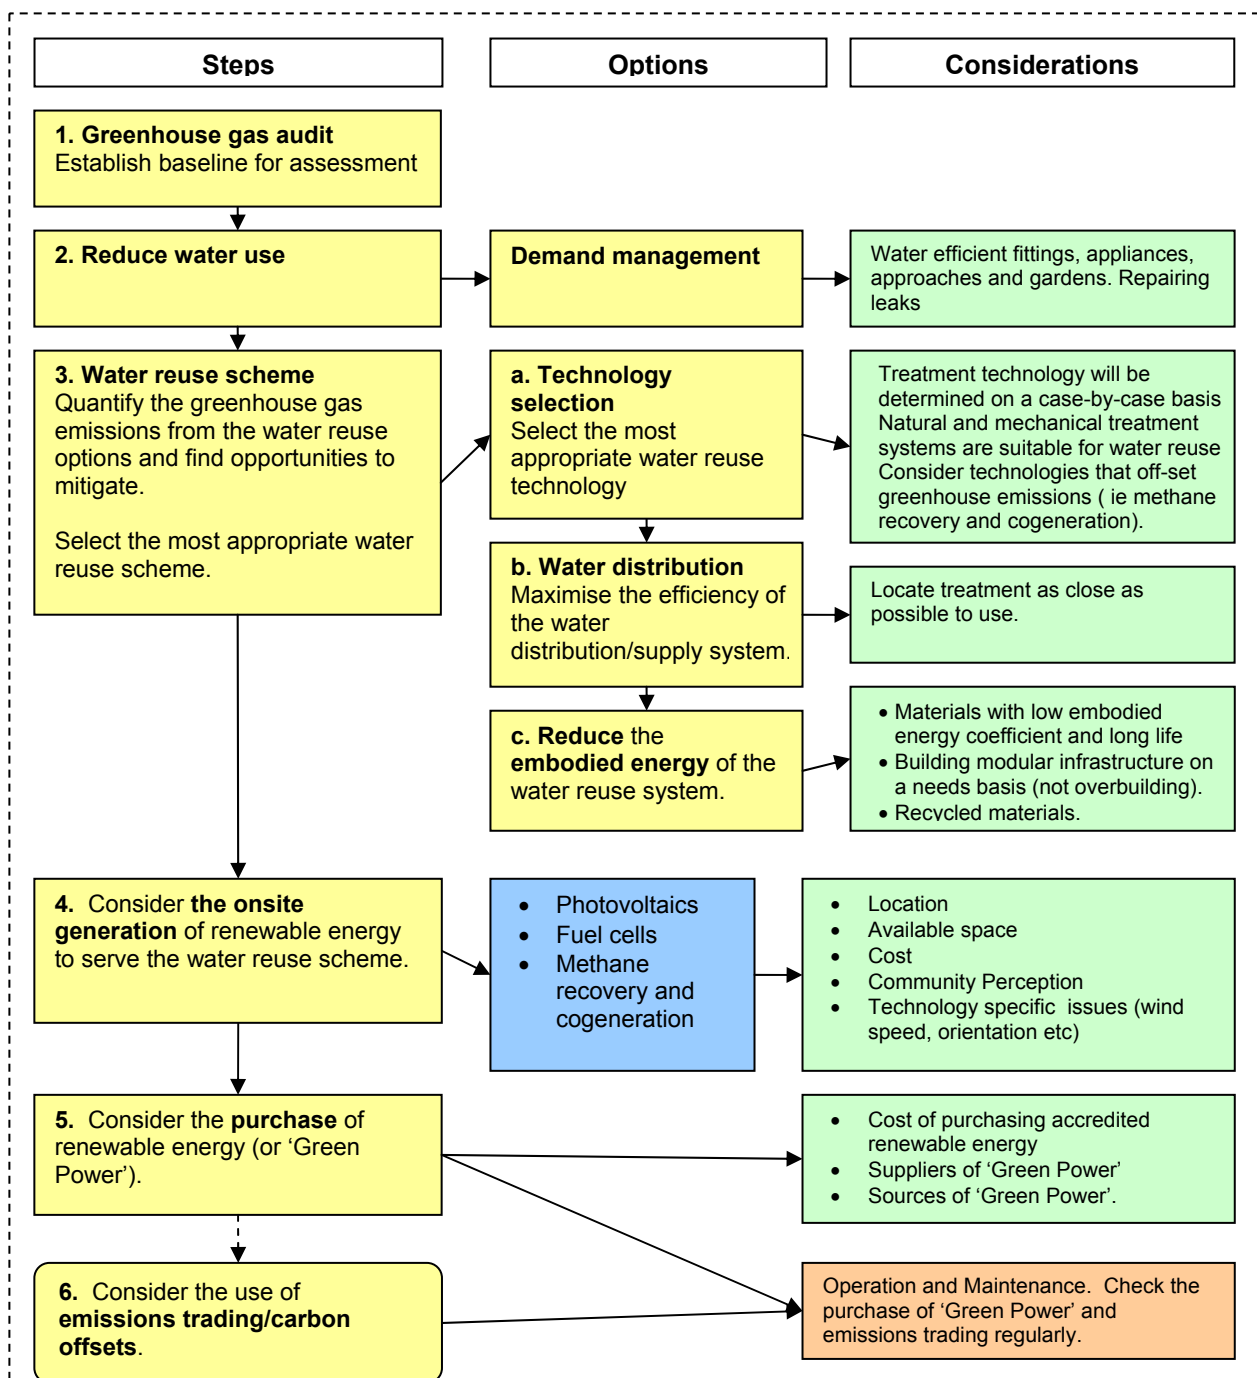 Steps
Options
Considerations
1. Greenhouse gas audit
Establish baseline for assessment
2. Reduce water use
Demand management
Water efficient fittings, appliances,
approaches and gardens. Repairing
leaks
3. Water reuse scheme
Quantify the greenhouse gas
emissions from the water reuse
options and find opportunities to
mitigate.
Select the most appropriate water
reuse scheme.
a. Technology
selection
Select the most
appropriate water reuse
technology
Treatment technology will be
determined on a case-by-case basis
Natural and mechanical treatment
systems are suitable for water reuse
Consider technologies that off-set
greenhouse emissions ( ie methane
recovery and cogeneration).
b. Water distribution
Maximise the efficiency of
the water
distribution/supply system.
Locate treatment as close as
possible to use.
c. Reduce the
embodied energy of the
water reuse system.
• Materials with low embodied
energy coefficient and long life
• Building modular infrastructure on
a needs basis (not overbuilding).
• Recycled materials.
4. Consider the onsite
generation of renewable energy
to serve the water reuse scheme.
• Photovoltaics
• Fuel cells
• Methane
recovery and
cogeneration
• Location
• Available space
• Cost
• Community Perception
• Technology specific issues (wind
speed, orientation etc)
5. Consider the purchase of
renewable energy (or ‘Green
Power’).
• Cost of purchasing accredited
renewable energy
• Suppliers of ‘Green Power’
• Sources of ‘Green Power’.
6. Consider the use of
emissions trading/carbon
offsets.
Operation and Maintenance. Check the
purchase of ‘Green Power’ and
emissions trading regularly.